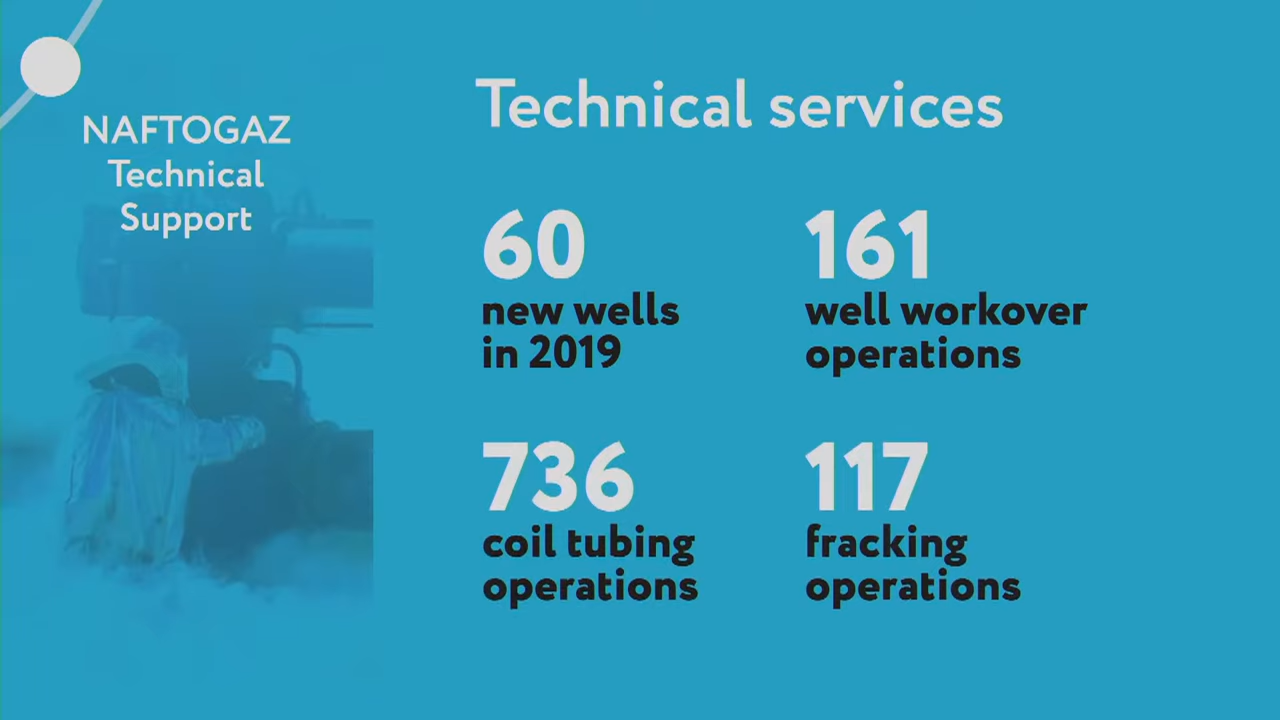 NAFTOGAZ
Technical
Support
Technical services
60
new wells
in 2019
161
well workover
operations
736
coil tubing
operations
117
fracking
operations